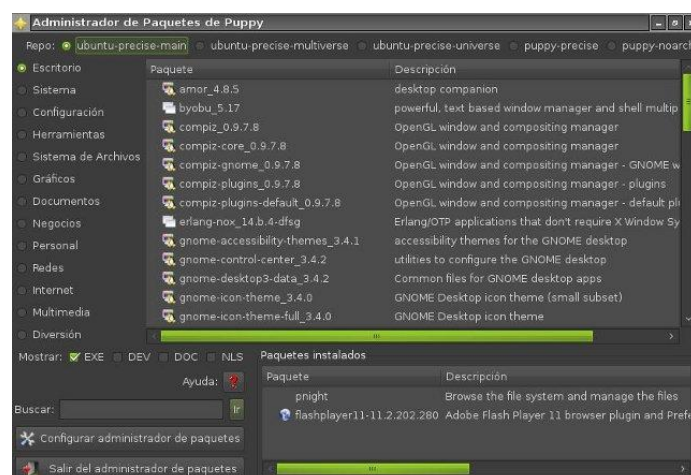 Administrador de Paquetes de Puppy
Repo: ubuntu-precise-main ubuntu-precise-multiverse ubuntu-precise-universe puppy-precise puppy-noarch
Escritorio
Sistema
Configuración
Herramientas
Sistema de Archivos
Gráficos
Documentos
Negocios
Personal
Redes
Internet
Multimedia
Diversión
Paquete Descripción
amor_4.8.5 desktop companion
byobu_5.17 powerful, text based window manager and shell multip
compiz_0.9.7.8 OpenGL window and compositing manager
compiz-core_0.9.7.8 OpenGL window and compositing manager
compiz-gnome_0.9.7.8 OpenGL window and compositing manager - GNOME w
compiz-plugins_0.9.7.8 OpenGL window and compositing manager - plugins
compiz-plugins-default_0.9.7.8 OpenGL window and compositing manager - default plu
erlang-nox_14.b.4-dfsg Erlang/OTP applications that don't require X Window Sy
gnome-accessibility-themes_3.4.1 accessibility themes for the GNOME desktop
gnome-control-center_3.4.2 utilities to configure the GNOME desktop
gnome-desktop3-data_3.4.2 Common files for GNOME desktop apps
gnome-icon-theme_3.4.0 GNOME Desktop icon theme (small subset)
gnome-icon-theme-full_3.4.0 GNOME Desktop icon theme
Mostrar: EXE DEV DOC NLS
Ayuda:
Buscar: Ir
Configurar administrador de paquetes
Salir del administrador de paquetes
Paquetes instalados
Paquete Descripción
pnight Browse the file system and manage the files
flashplayer11-11.2.202.280 Adobe Flash Player 11 browser plugin and Prefe